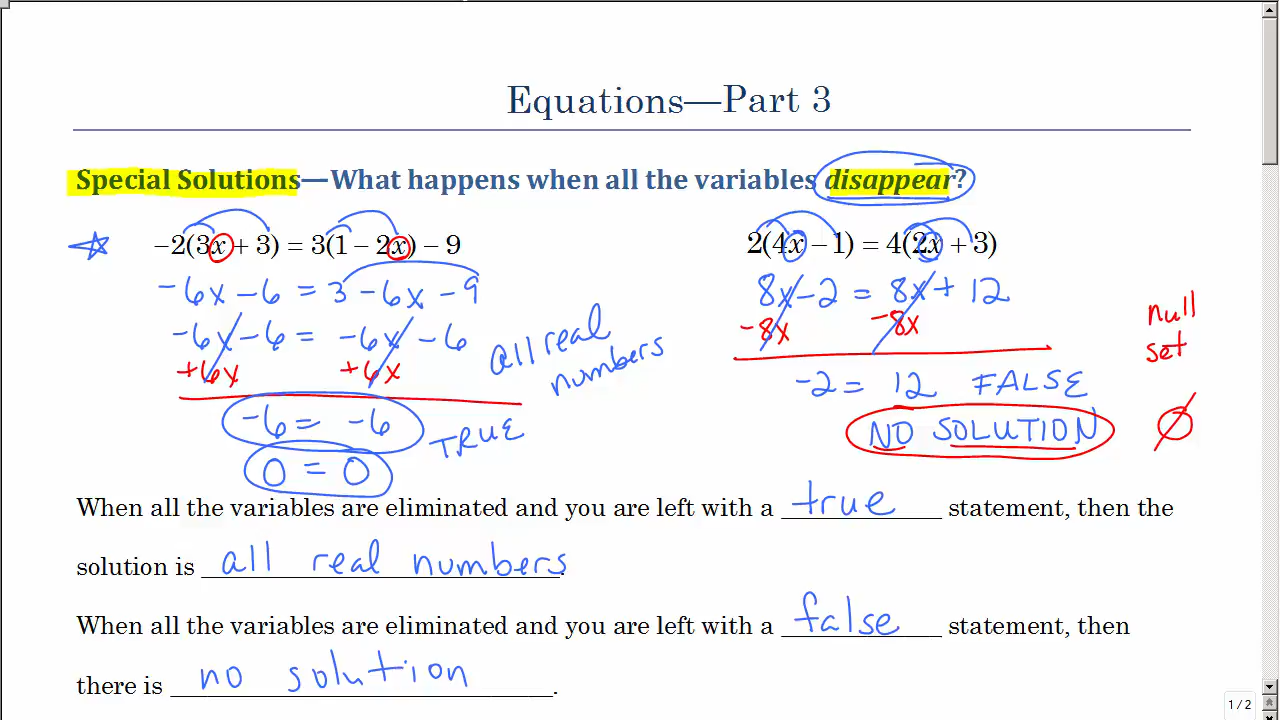 Equations—Part 3
Special Solutions—What happens when all the variables disappear?
−2(3x + 3) = 3(1 − 2x) − 9
-6x - 6 = 3 - 6x - 9
-6x - 6 = -6x - 6
+6x +6x
-6 = -6
0 = 0
TRUE
all real
numbers
2(4x − 1) = 4(2x + 3)
8x - 2 = 8x + 12
-8x -8x
-2 = 12 FALSE
NO SOLUTION
null
set
∅
When all the variables are eliminated and you are left with a true statement, then the
solution is all real numbers.
When all the variables are eliminated and you are left with a false statement, then
there is no solution.
1 / 2